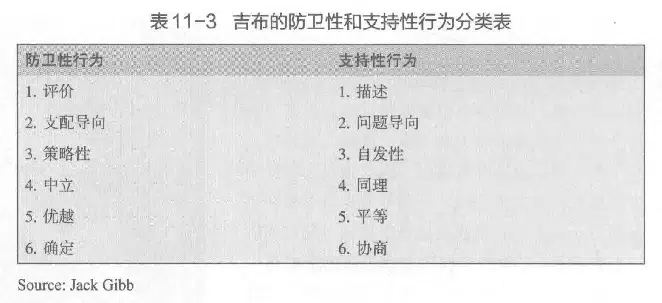 表11-3 吉布的防卫性和支持性行为分类表
防卫性行为 支持性行为
1. 评价 1. 描述
2. 支配导向 2. 问题导向
3. 策略性 3. 自发性
4. 中立 4. 同理
5. 优越 5. 平等
6. 确定 6. 协商
Source: Jack Gibb